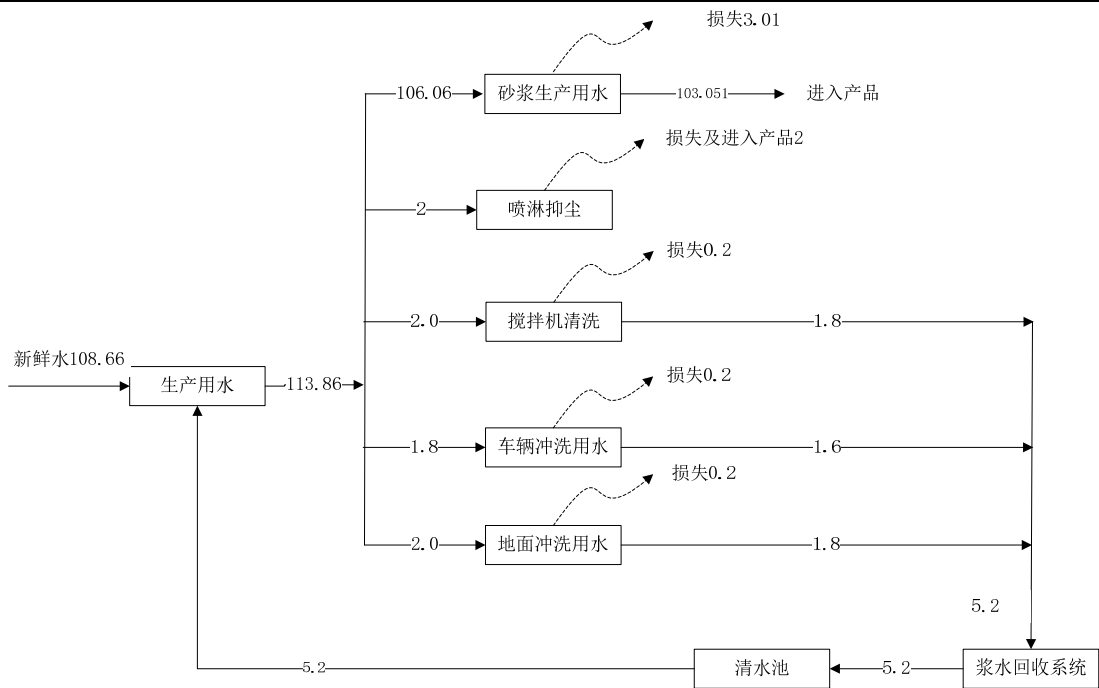 损失3.01
106.06
砂浆生产用水
103.051
进入产品
损失及进入产品2
2
喷淋抑尘
损失0.2
2.0
搅拌机清洗
1.8
新鲜水108.66
生产用水
113.86
损失0.2
1.8
车辆冲洗用水
1.6
损失0.2
2.0
地面冲洗用水
1.8
5.2
5.2
清水池
5.2
浆水回收系统